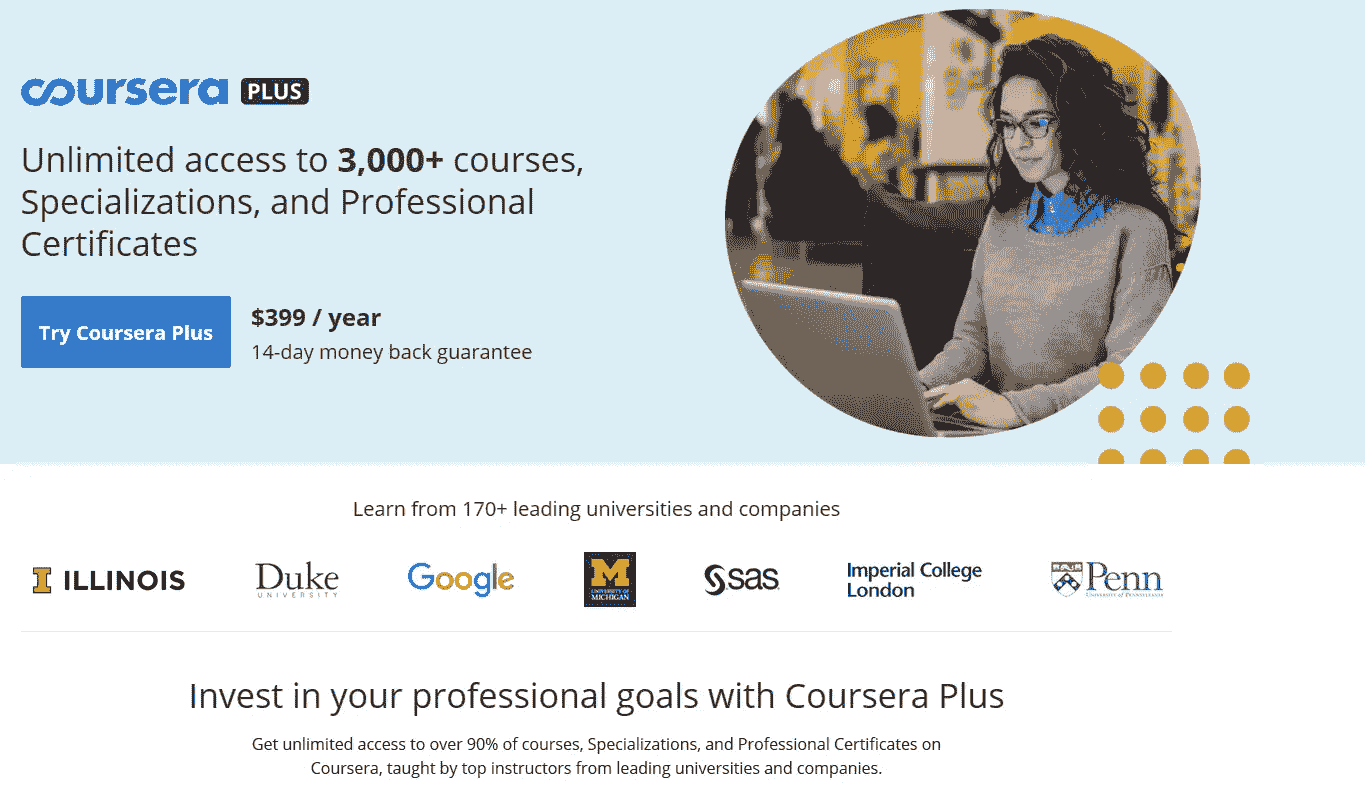 coursera PLUS
Unlimited access to 3,000+ courses,
Specializations, and Professional
Certificates
Try Coursera Plus
$399 / year
14-day money back guarantee
Learn from 170+ leading universities and companies
I ILLINOIS
Duke
UNIVERSITY
Google
M
UNIVERSITY OF
MICHIGAN
sas
Imperial College
London
Penn
UNIVERSITY OF PENNSYLVANIA
Invest in your professional goals with Coursera Plus
Get unlimited access to over 90% of courses, Specializations, and Professional Certificates on
Coursera, taught by top instructors from leading universities and companies.